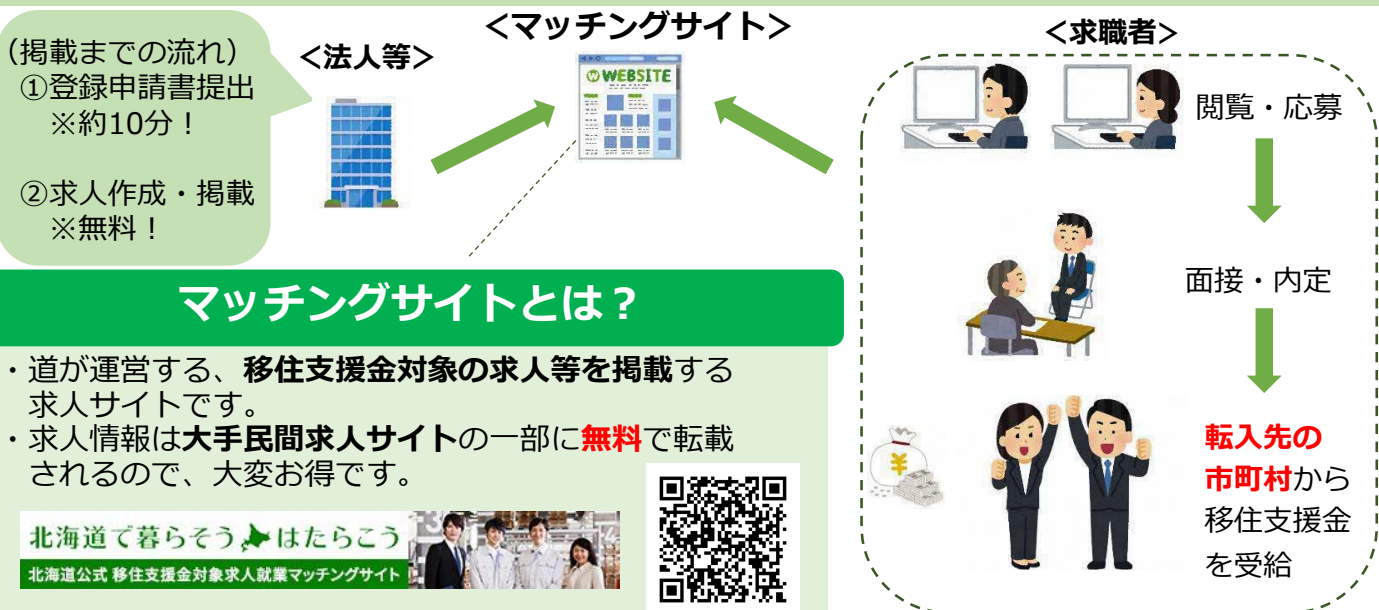 (掲載までの流れ)
①登録申請書提出
※約10分！
②求人作成・掲載
※無料！
<法人等>
<マッチングサイト>
WEBSITE
<求職者>
閲覧・応募
面接・内定
転入先の
市町村から
移住支援金
を受給
マッチングサイトとは？
・道が運営する、移住支援金対象の求人等を掲載する
求人サイトです。
・求人情報は大手民間求人サイトの一部に無料で転載
されるので、大変お得です。
北海道で暮らそう はたらこう
北海道公式 移住支援金対象求人就業マッチングサイト
¥